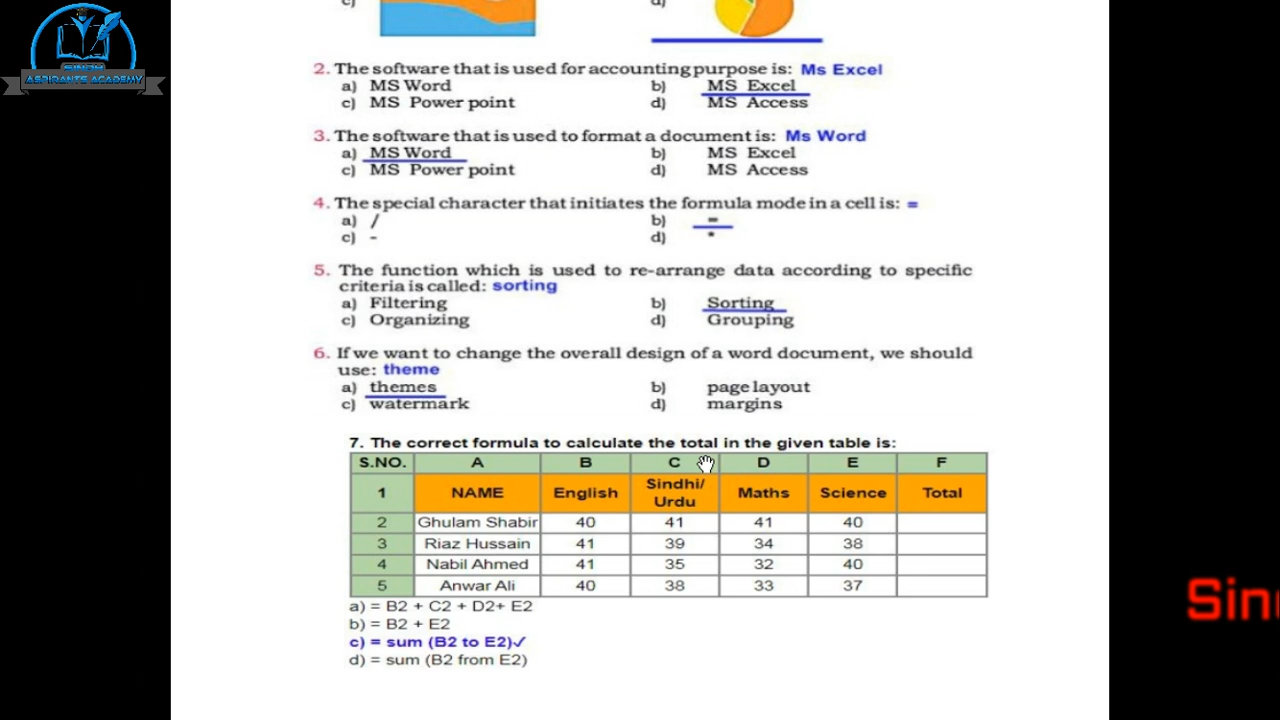 c)
d)
SINDH
ASPIRANTS ACADEMY
2. The software that is used for accounting purpose is: Ms Excel
a) MS Word b) MS Excel
c) MS Power point d) MS Access
3. The software that is used to format a document is: Ms Word
a) MS Word b) MS Excel
c) MS Power point d) MS Access
4. The special character that initiates the formula mode in a cell is: =
a) / b) =
c) - d) *
5. The function which is used to re-arrange data according to specific
criteria is called: sorting
a) Filtering b) Sorting
c) Organizing d) Grouping
6. If we want to change the overall design of a word document, we should
use: theme
a) themes b) page layout
c) watermark d) margins
7. The correct formula to calculate the total in the given table is:
S.NO. A B C D E F
1 NAME English Sindhi/ Urdu Maths Science Total
2 Ghulam Shabir 40 41 41 40
3 Riaz Hussain 41 39 34 38
4 Nabil Ahmed 41 35 32 40
5 Anwar Ali 40 38 33 37
a) = B2 + C2 + D2+ E2
b) = B2 + E2
c) = sum (B2 to E2)✓
d) = sum (B2 from E2)
Sin